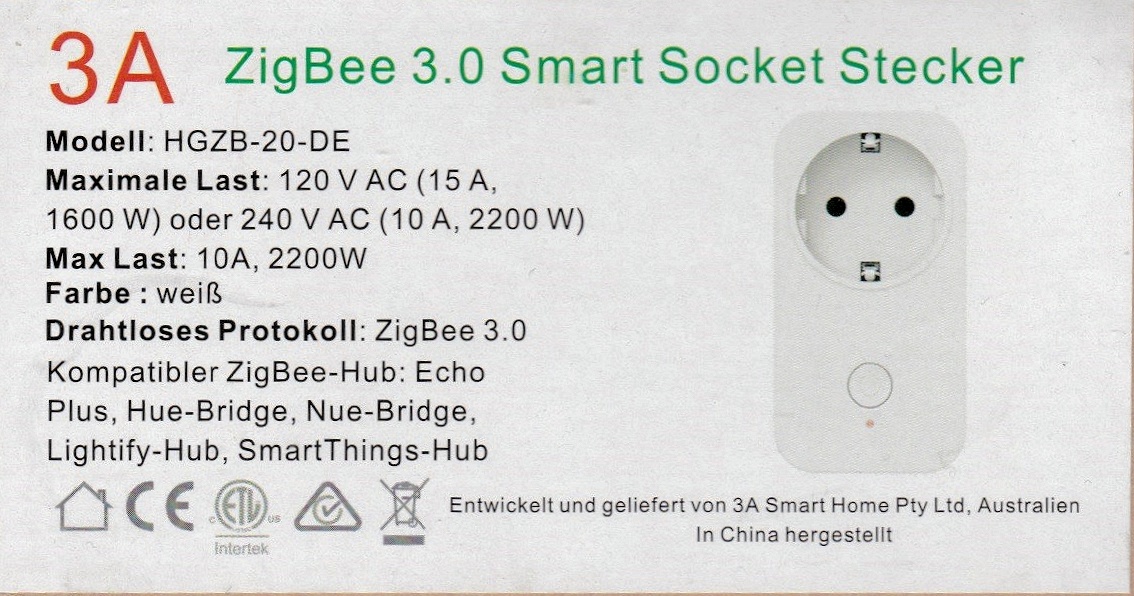 3A ZigBee 3.0 Smart Socket Stecker
Modell: HGZB-20-DE
Maximale Last: 120 V AC (15 A,
1600 W) oder 240 V AC (10 A, 2200 W)
Max Last: 10A, 2200W
Farbe : weiß
Drahtloses Protokoll: ZigBee 3.0
Kompatibler ZigBee-Hub: Echo
Plus, Hue-Bridge, Nue-Bridge,
Lightify-Hub, SmartThings-Hub
CE
C ETL US
Intertek
Entwickelt und geliefert von 3A Smart Home Pty Ltd, Australien
In China hergestellt